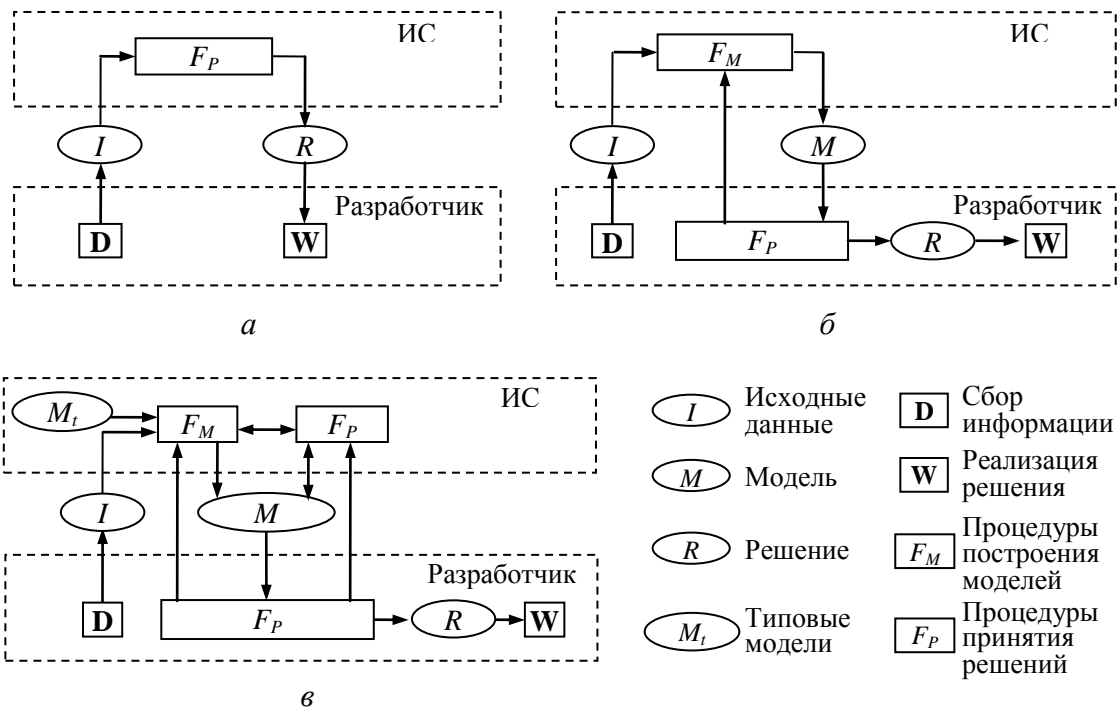 ИС
F_P
I
R
Разработчик
D
W
а
ИС
F_M
I
M
Разработчик
D
F_P
R
W
б
ИС
M_t
F_M
F_P
I
M
Разработчик
D
F_P
R
W
в
I
Исходные
данные
M
Модель
R
Решение
M_t
Типовые
модели
D
Сбор
информации
W
Реализация
решения
F_M
Процедуры
построения
моделей
F_P
Процедуры
принятия
решений